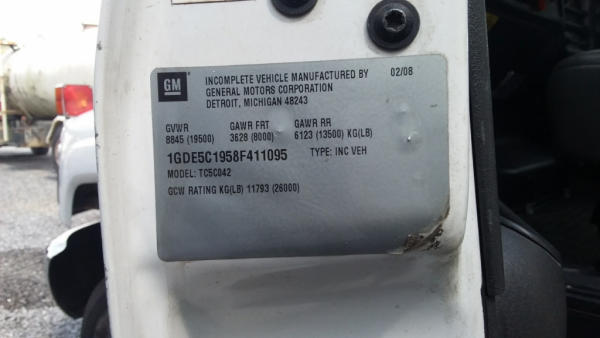 GM
INCOMPLETE VEHICLE MANUFACTURED BY 02/08
GENERAL MOTORS CORPORATION
DETROIT, MICHIGAN 48243
GVWR GAWR FRT GAWR RR
8845 (19500) 3628 (8000) 6123 (13500) KG(LB)
1GDE5C1958F411095 TYPE: INC VEH
MODEL: TC5C042
GCW RATING KG(LB) 11793 (26000)